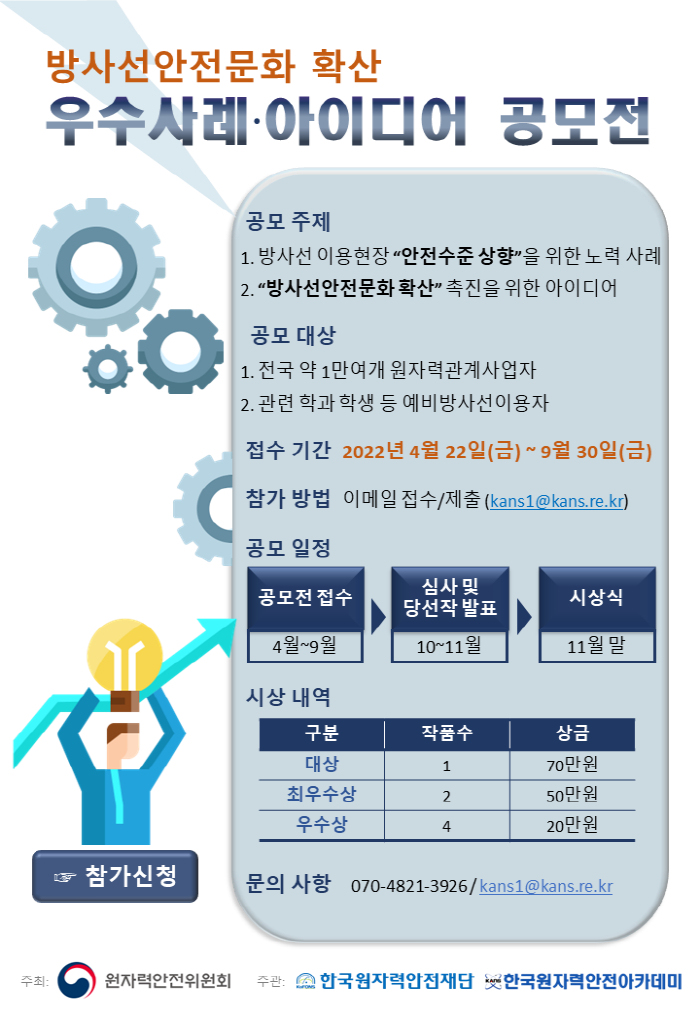 방사선안전문화 확산
우수사례·아이디어 공모전
공모 주제
1. 방사선 이용현장 “안전수준 상향”을 위한 노력 사례
2. “방사선안전문화 확산” 촉진을 위한 아이디어
공모 대상
1. 전국 약 1만여개 원자력관계사업자
2. 관련 학과 학생 등 예비방사선이용자
접수 기간 2022년 4월 22일(금) ~ 9월 30일(금)
참가 방법 이메일 접수/제출 (kans1@kans.re.kr)
공모 일정
공모전 접수
4월~9월
심사 및
당선작 발표
10~11월
시상식
11월 말
시상 내역
구분 작품수 상금
대상 1 70만원
최우수상 2 50만원
우수상 4 20만원
☞ 참가신청
문의 사항 070-4821-3926 / kans1@kans.re.kr
주최: 원자력안전위원회 주관: KoFONS 한국원자력안전재단 KANS 한국원자력안전아카데미